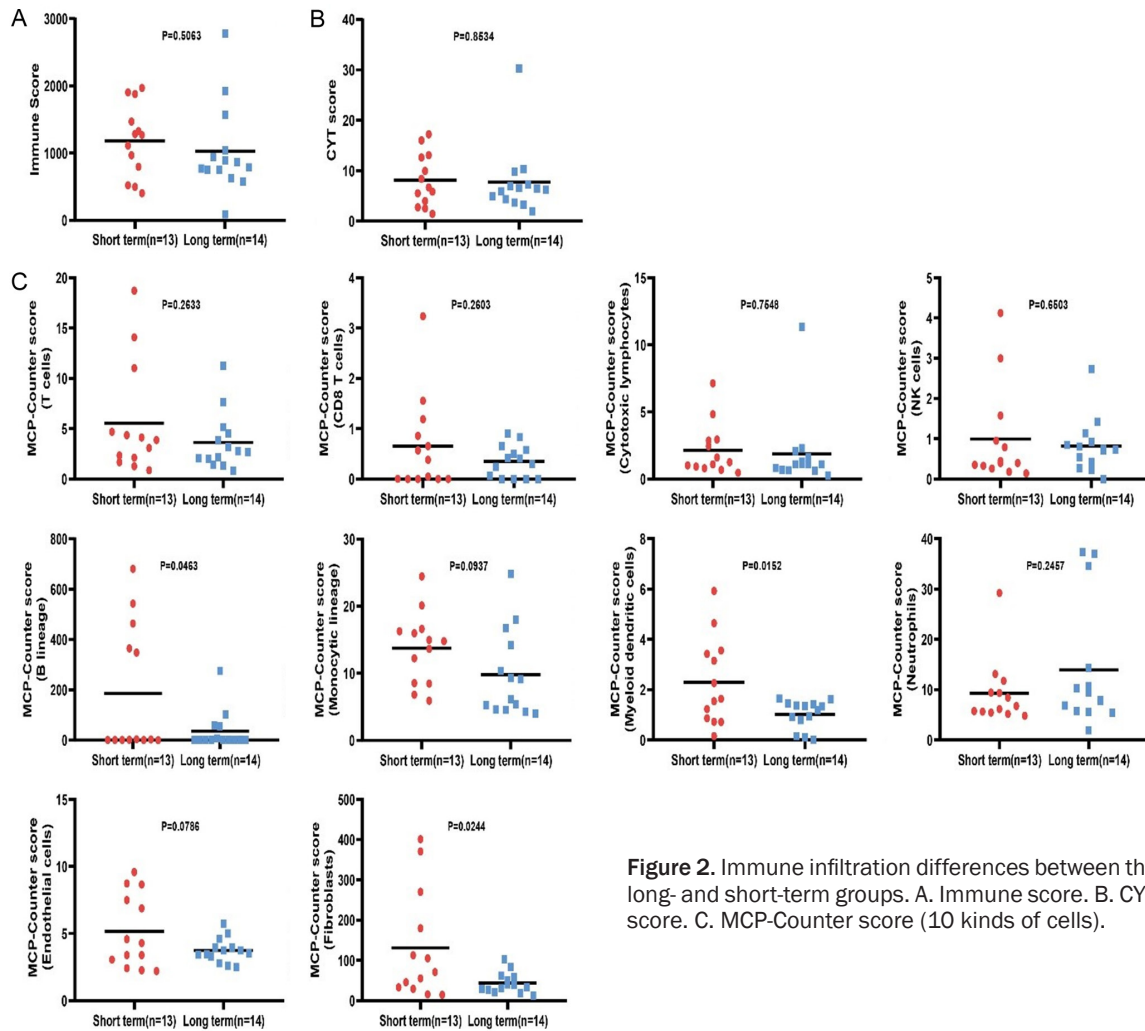 A
B
3000
2000
1000
0
Immune Score
P=0.5063
Short term(n=13) Long term(n=14)
40
30
20
10
0
CYT score
P=0.8534
Short term(n=13) Long term(n=14)
C
20
15
10
5
0
MCP-Counter score
(T cells)
P=0.2633
Short term(n=13) Long term(n=14)
4
3
2
1
0
MCP-Counter score
(CD8 T cells)
P=0.2603
Short term(n=13) Long term(n=14)
15
10
5
0
MCP-Counter score
(Cytotoxic lymphocytes)
P=0.7648
Short term(n=13) Long term(n=14)
5
4
3
2
1
0
MCP-Counter score
(NK cells)
P=0.6503
Short term(n=13) Long term(n=14)
800
600
400
200
0
MCP-Counter score
(B lineage)
P=0.0463
Short term(n=13) Long term(n=14)
30
20
10
0
MCP-Counter score
(Monocytic lineage)
P=0.0937
Short term(n=13) Long term(n=14)
8
6
4
2
0
MCP-Counter score
(Myeloid dendritic cells)
P=0.0152
Short term(n=13) Long term(n=14)
40
30
20
10
0
MCP-Counter score
(Neutrophils)
P=0.2457
Short term(n=13) Long term(n=14)
15
10
5
0
MCP-Counter score
(Endothelial cells)
P=0.0786
Short term(n=13) Long term(n=14)
500
400
300
200
100
0
MCP-Counter score
(Fibroblasts)
P=0.0244
Short term(n=13) Long term(n=14)
Figure 2. Immune infiltration differences between th
long- and short-term groups. A. Immune score. B. CY
score. C. MCP-Counter score (10 kinds of cells).